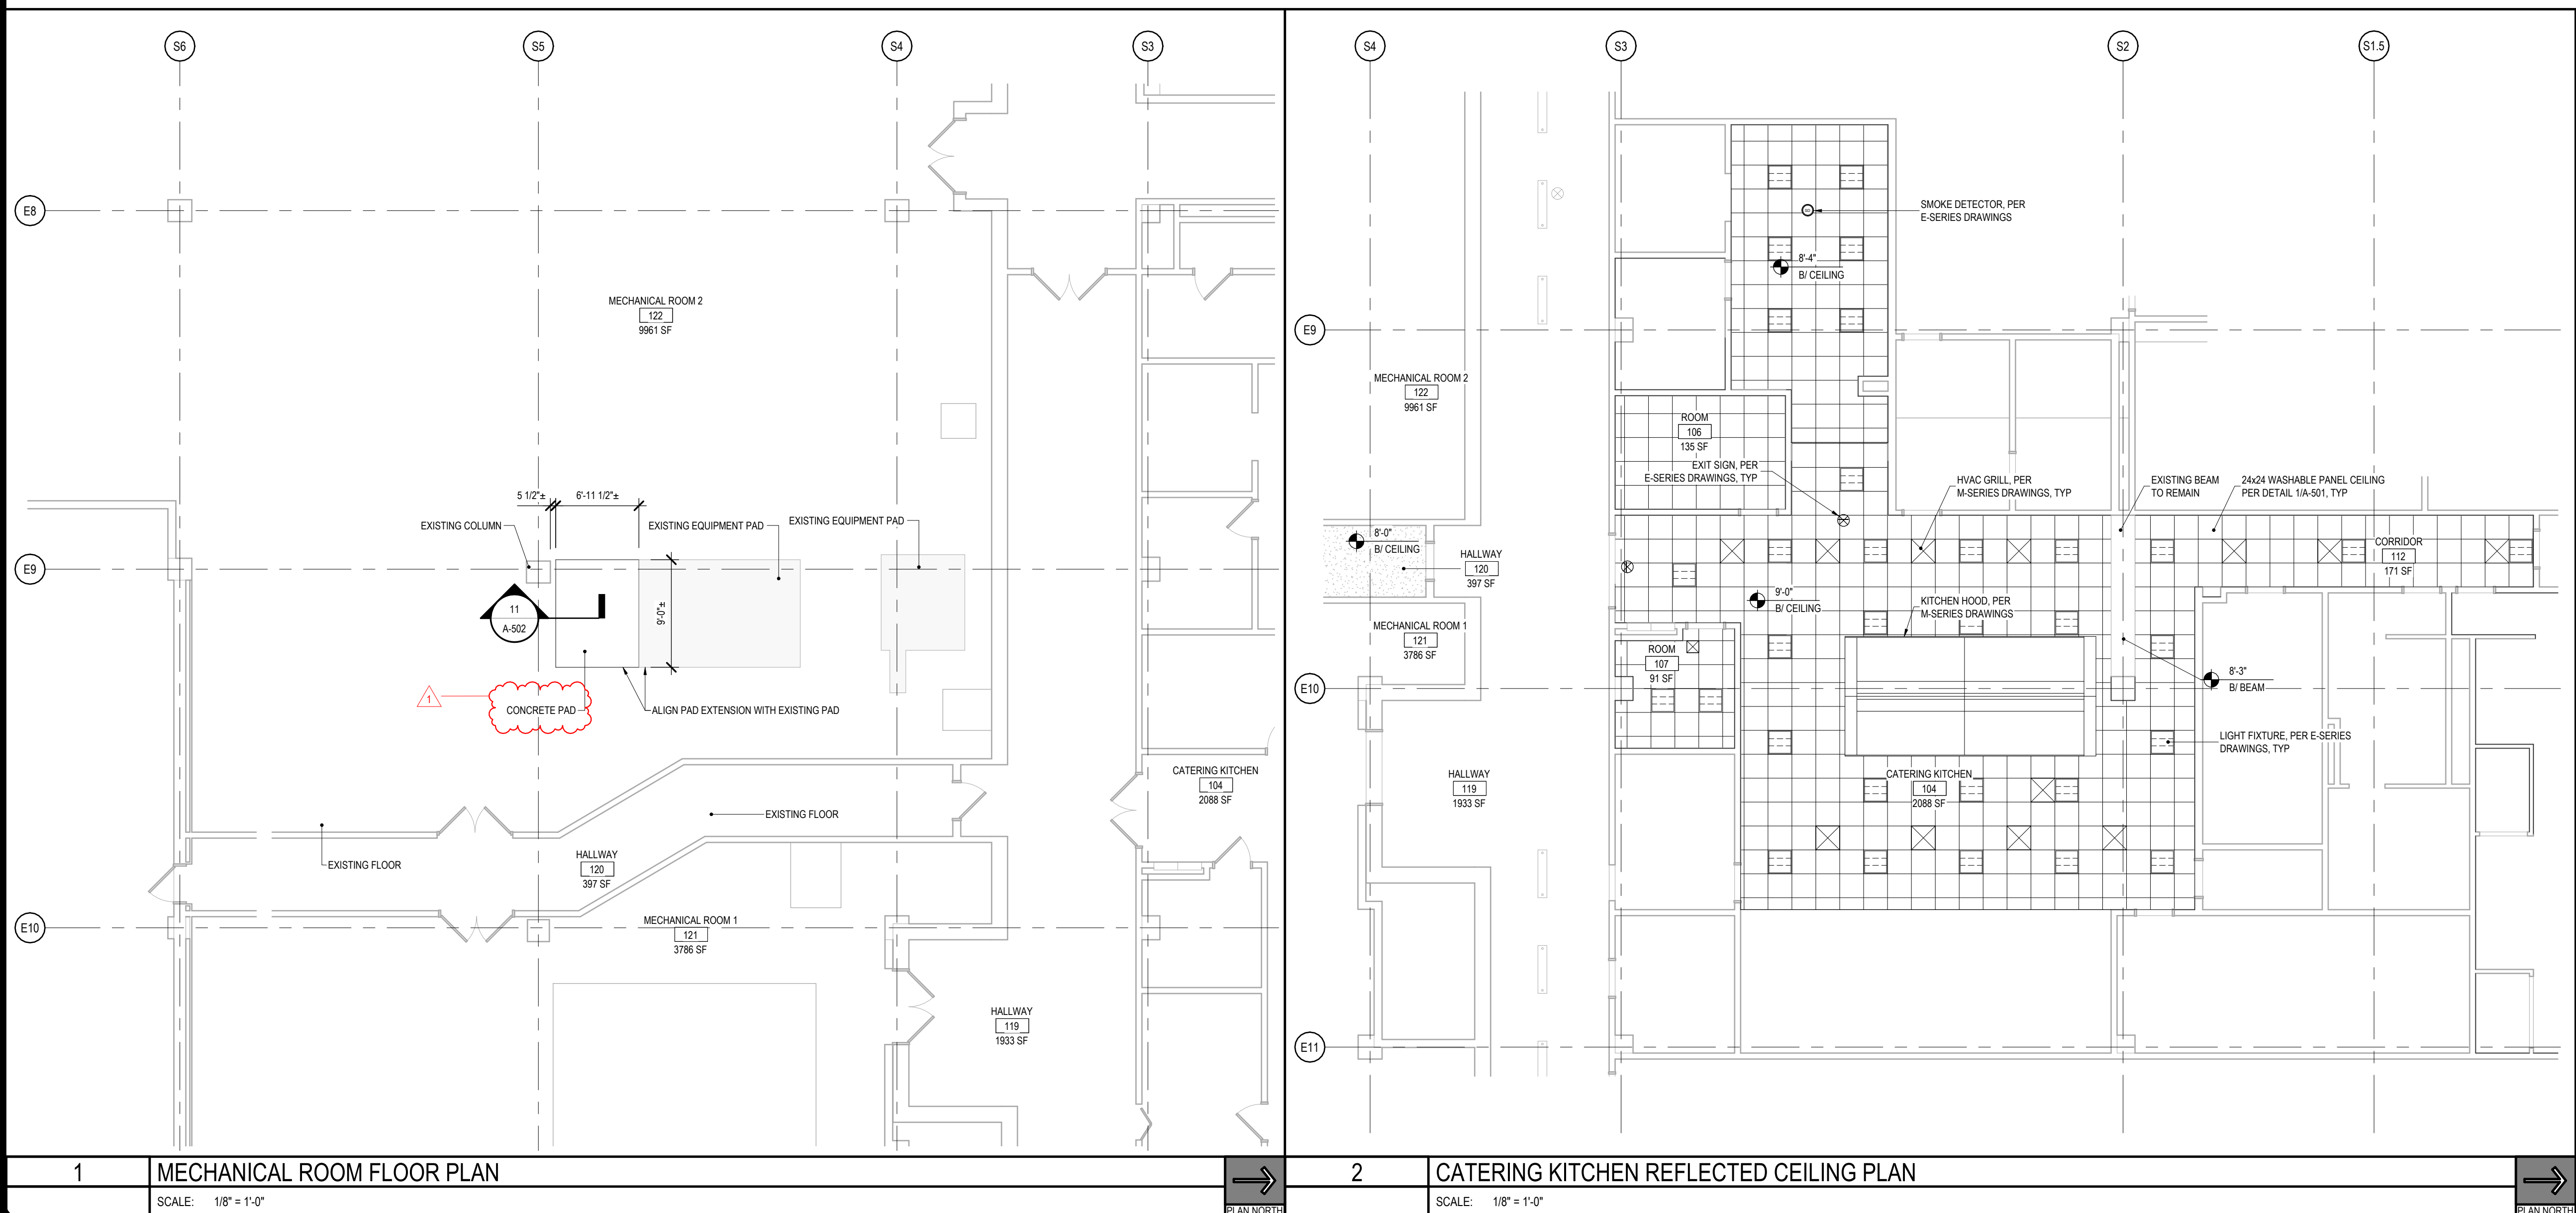 S6
S5
S4
S3
E8
E9
E10
MECHANICAL ROOM 2
122
9961 SF
5 1/2"±
6'-11 1/2"±
EXISTING COLUMN
EXISTING EQUIPMENT PAD
EXISTING EQUIPMENT PAD
9'-0"±
11
A-502
1
CONCRETE PAD
ALIGN PAD EXTENSION WITH EXISTING PAD
CATERING KITCHEN
104
2088 SF
EXISTING FLOOR
EXISTING FLOOR
HALLWAY
120
397 SF
MECHANICAL ROOM 1
121
3786 SF
HALLWAY
119
1933 SF
1
MECHANICAL ROOM FLOOR PLAN
SCALE: 1/8" = 1'-0"
PLAN NORTH
S4
S3
S2
S1.5
E9
E10
E11
SMOKE DETECTOR, PER
E-SERIES DRAWINGS
8'-4"
B/ CEILING
MECHANICAL ROOM 2
122
9961 SF
ROOM
106
135 SF
EXIT SIGN, PER
E-SERIES DRAWINGS, TYP
HVAC GRILL, PER
M-SERIES DRAWINGS, TYP
EXISTING BEAM
TO REMAIN
24x24 WASHABLE PANEL CEILING
PER DETAIL 1/A-501, TYP
8'-0"
B/ CEILING
HALLWAY
120
397 SF
CORRIDOR
112
171 SF
9'-0"
B/ CEILING
KITCHEN HOOD, PER
M-SERIES DRAWINGS
MECHANICAL ROOM 1
121
3786 SF
ROOM
107
91 SF
8'-3"
B/ BEAM
LIGHT FIXTURE, PER E-SERIES
DRAWINGS, TYP
HALLWAY
119
1933 SF
CATERING KITCHEN
104
2088 SF
2
CATERING KITCHEN REFLECTED CEILING PLAN
SCALE: 1/8" = 1'-0"
PLAN NORTH